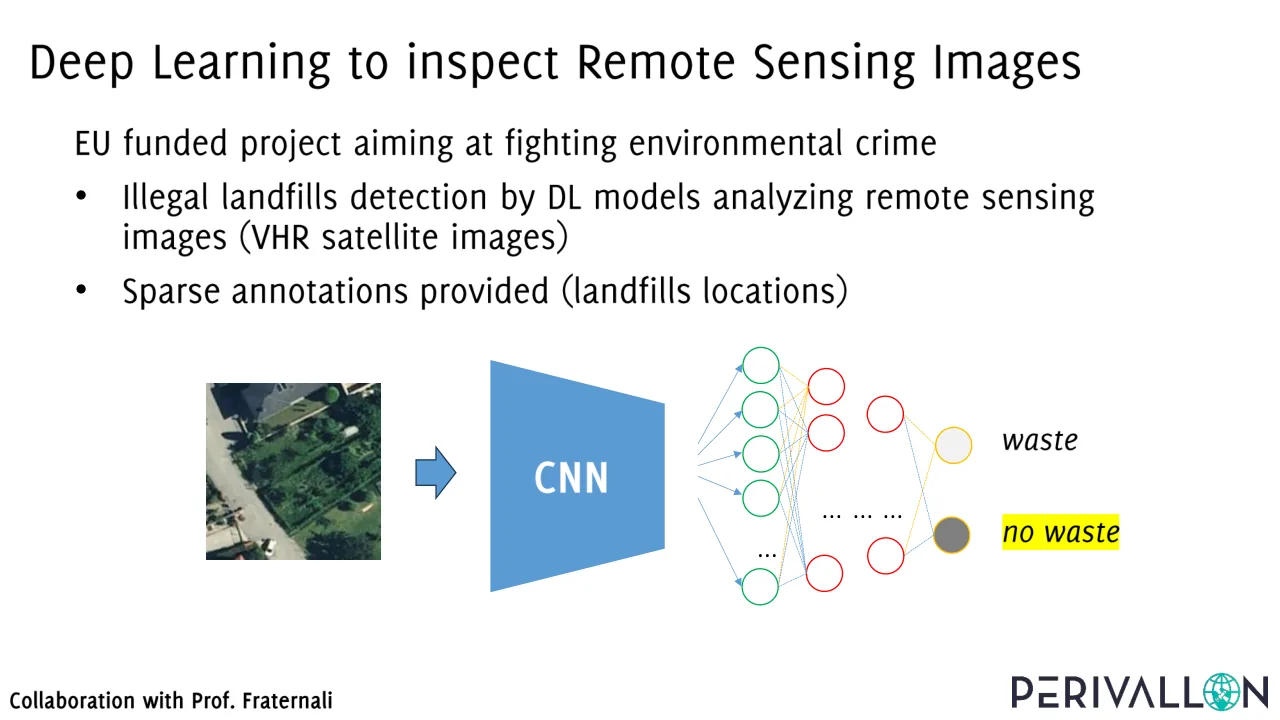 Deep Learning to inspect Remote Sensing Images
EU funded project aiming at fighting environmental crime
• Illegal landfills detection by DL models analyzing remote sensing
images (VHR satellite images)
• Sparse annotations provided (landfills locations)
CNN
...
... ... ...
waste
no waste
Collaboration with Prof. Fraternali
PERIVALLON